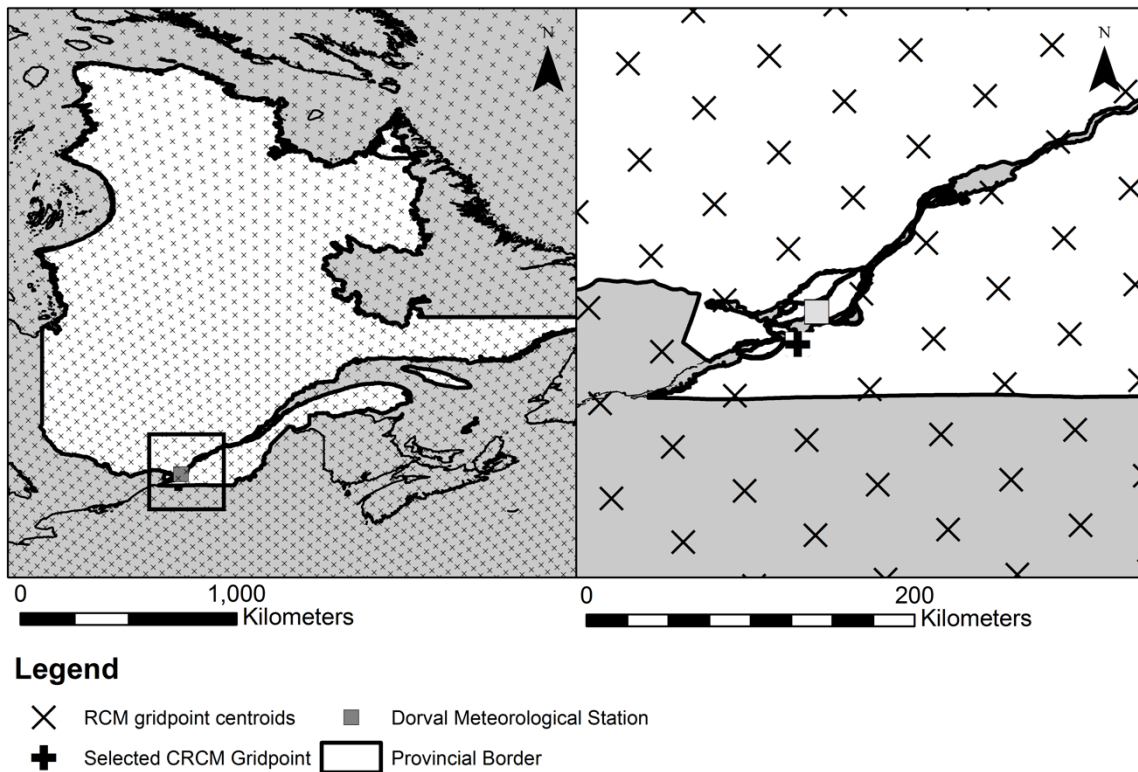 N
N
0 1,000
Kilometers
0 200
Kilometers
Legend
RCM gridpoint centroids Dorval Meteorological Station
Selected CRCM Gridpoint Provincial Border